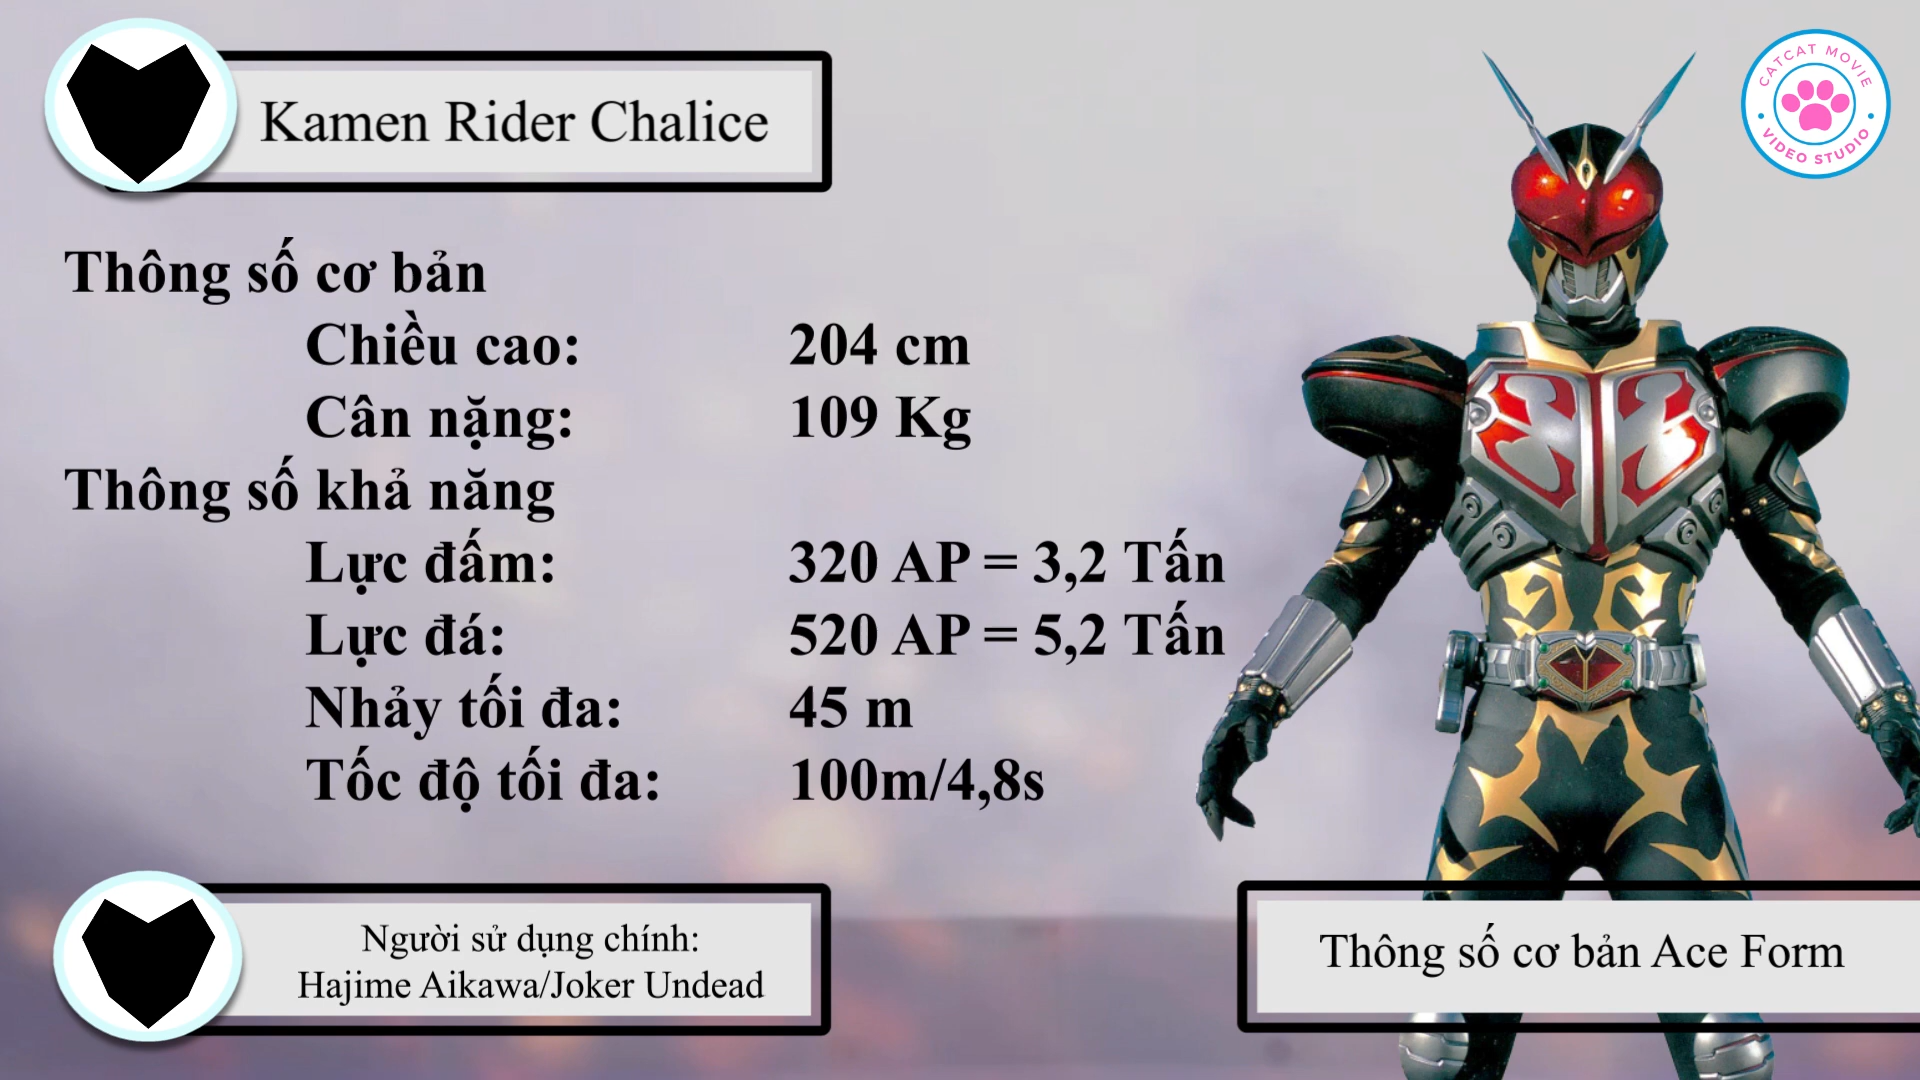 Kamen Rider Chalice
CATCAT MOVIE
VIDEO STUDIO
Thông số cơ bản
Chiều cao: 204 cm
Cân nặng: 109 Kg
Thông số khả năng
Lực đấm: 320 AP = 3,2 Tấn
Lực đá: 520 AP = 5,2 Tấn
Nhảy tối đa: 45 m
Tốc độ tối đa: 100m/4,8s
Người sử dụng chính:
Hajime Aikawa/Joker Undead
Thông số cơ bản Ace Form